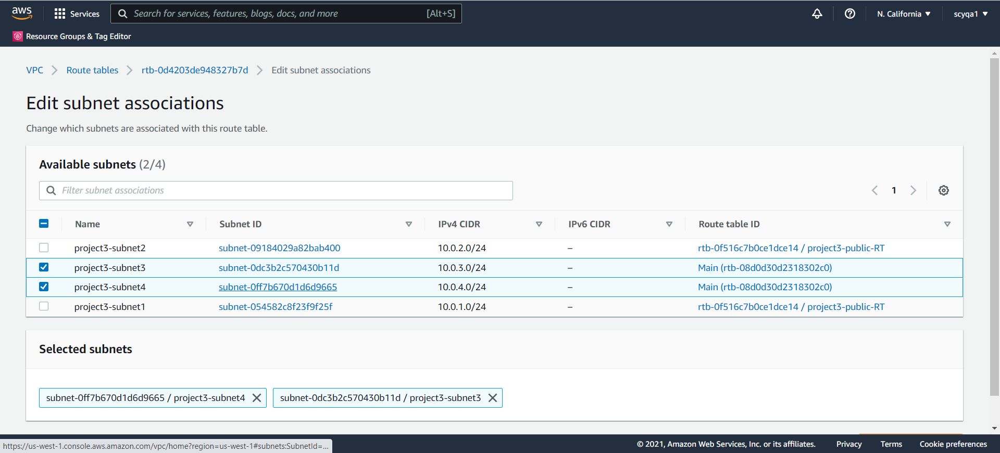 aws Services Search for services, features, blogs, docs, and more [Alt+S] N. California ▼ scyqa1 ▼
Resource Groups & Tag Editor
VPC Route tables rtb-0d4203de948327b7d Edit subnet associations
Edit subnet associations
Change which subnets are associated with this route table.
Available subnets (2/4)
Filter subnet associations 1
Name Subnet ID IPv4 CIDR IPv6 CIDR Route table ID
project3-subnet2 subnet-09184029a82bab400 10.0.2.0/24 – rtb-0f516c7b0ce1dce14 / project3-public-RT
project3-subnet3 subnet-0dc3b2c570430b11d 10.0.3.0/24 – Main (rtb-08d0d30d2318302c0)
project3-subnet4 subnet-0ff7b670d1d6d9665 10.0.4.0/24 – Main (rtb-08d0d30d2318302c0)
project3-subnet1 subnet-054582c8f23f9f25f 10.0.1.0/24 – rtb-0f516c7b0ce1dce14 / project3-public-RT
Selected subnets
subnet-0ff7b670d1d6d9665 / project3-subnet4 subnet-0dc3b2c570430b11d / project3-subnet3
https://us-west-1.console.aws.amazon.com/vpc/home?region=us-west-1#subnets:SubnetId=... © 2021, Amazon Web Services, Inc. or its affiliates. Privacy Terms Cookie preferences